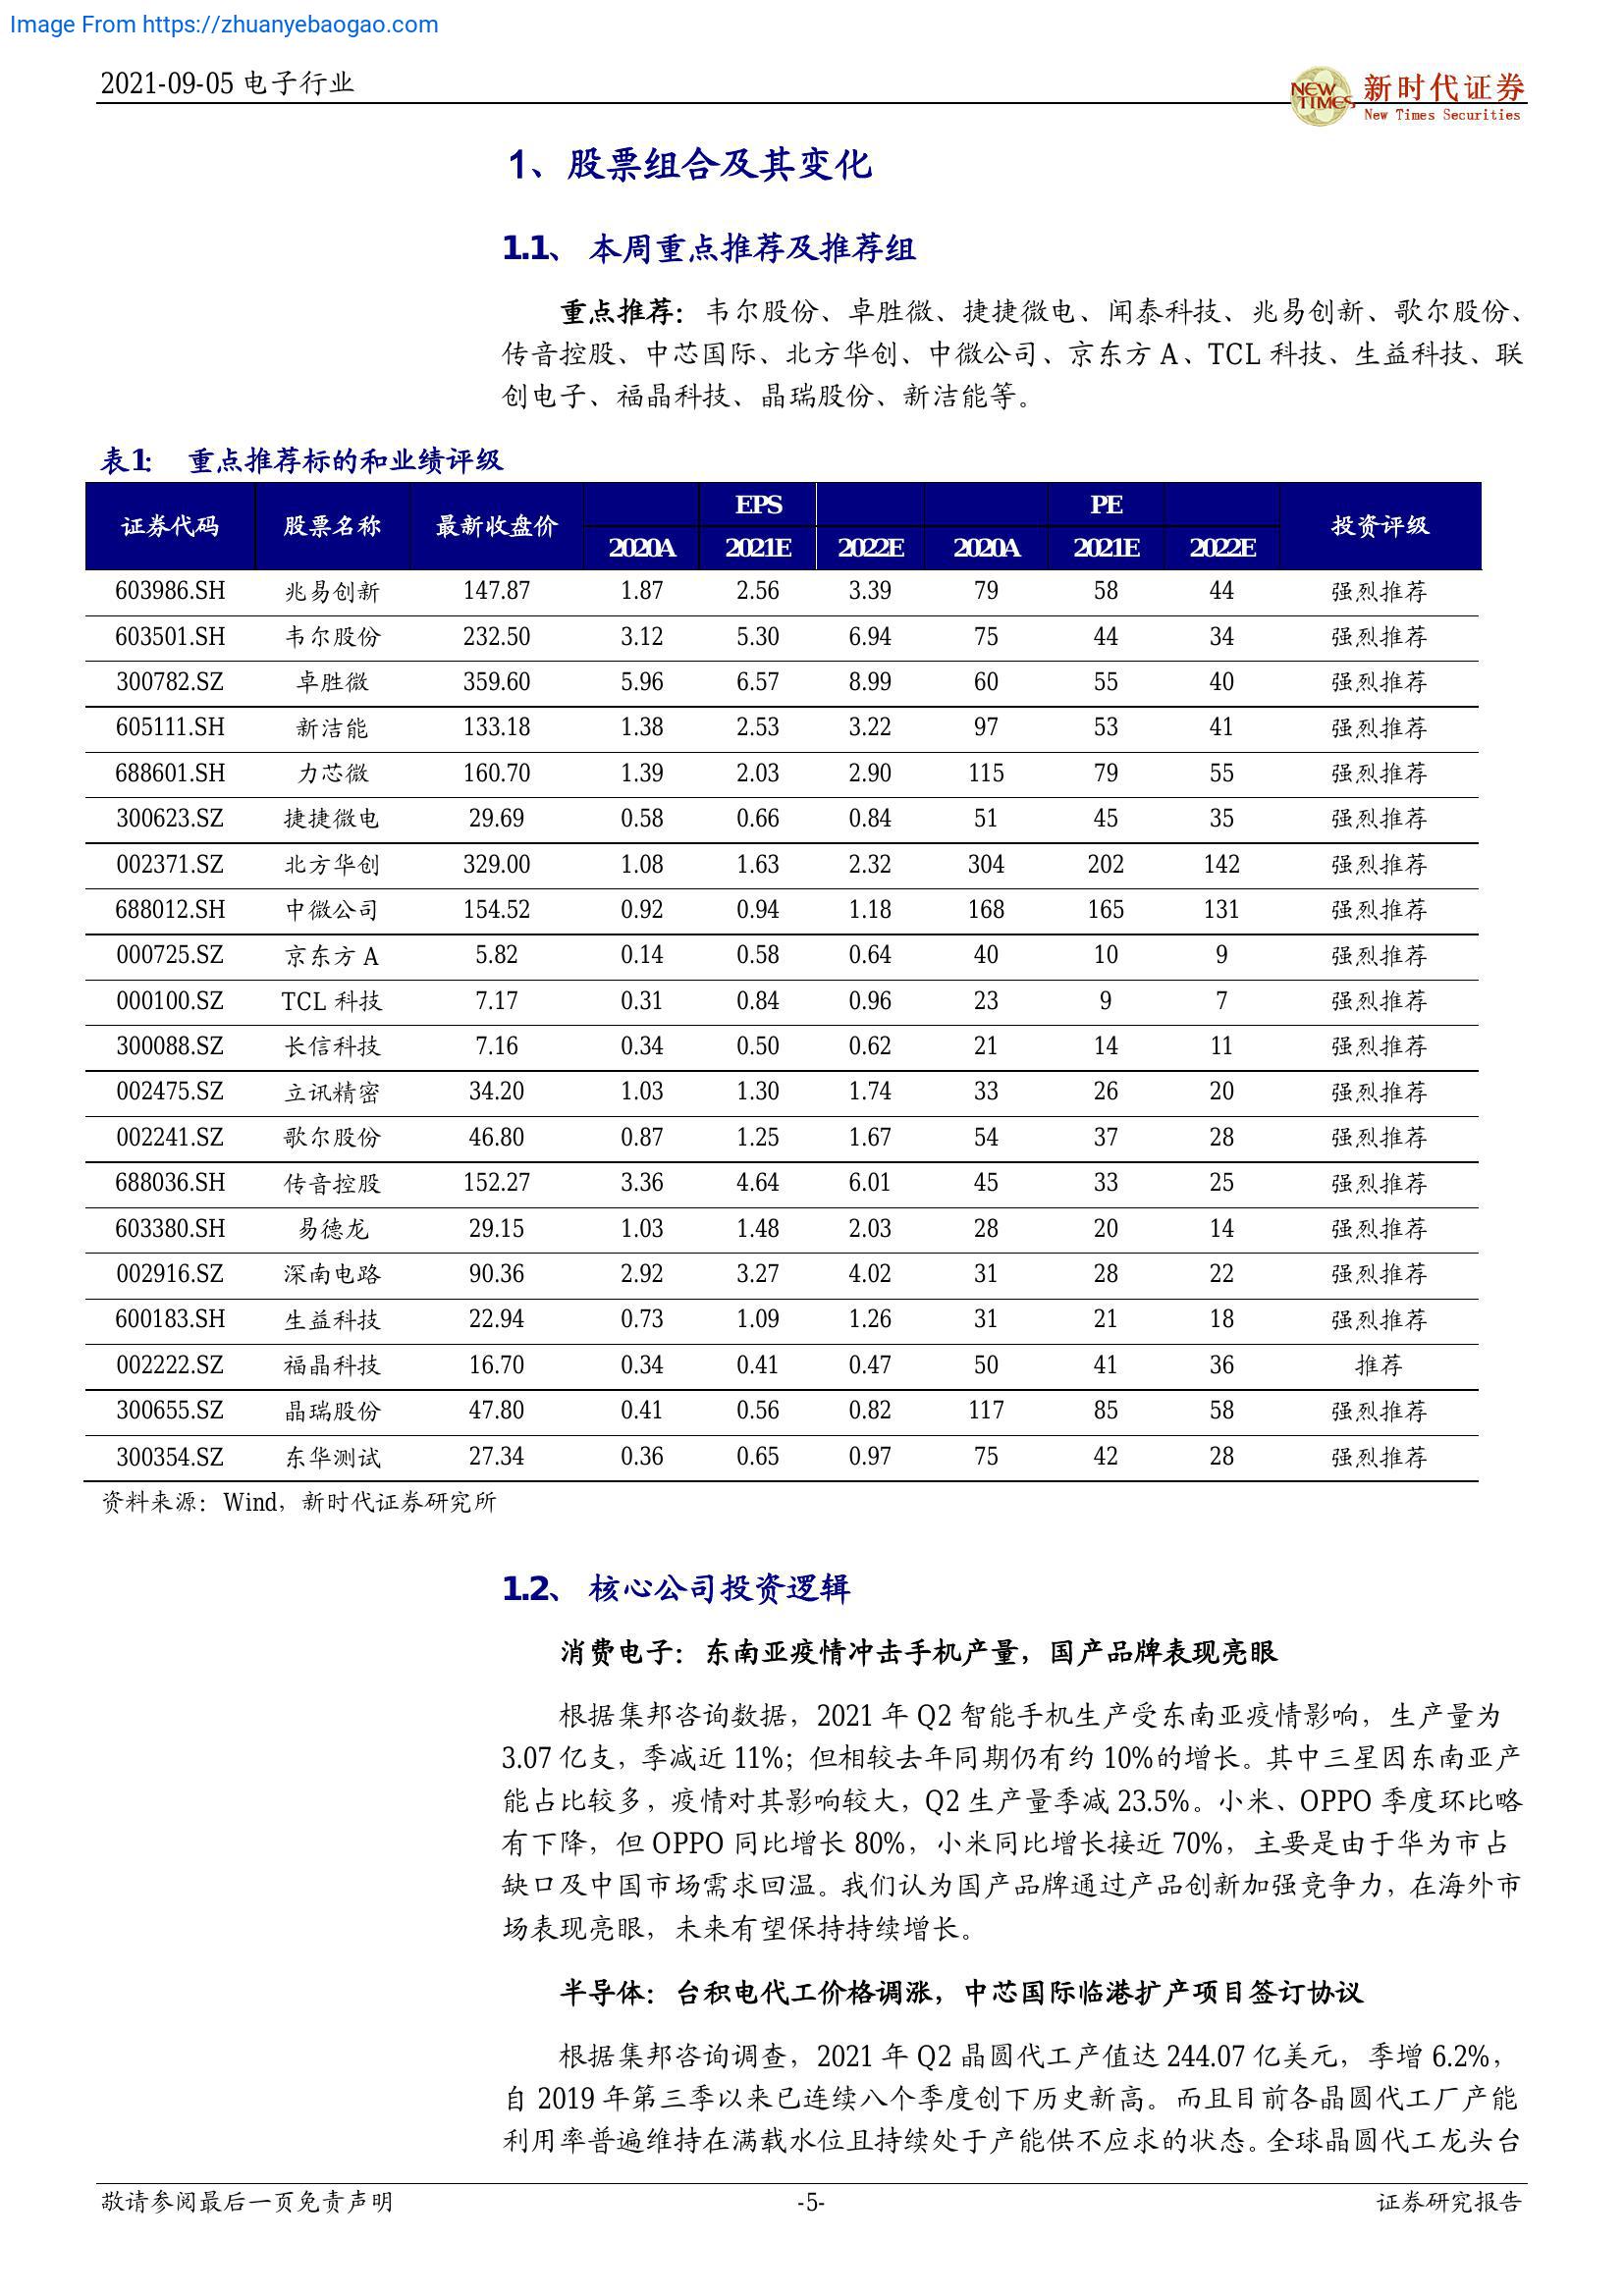 Image From https://zhuanyebaogao.com
2021-09-05 电子行业
NEW TIMES 新时代证券
New Times Securities
1、股票组合及其变化
1.1、 本周重点推荐及推荐组
重点推荐：韦尔股份、卓胜微、捷捷微电、闻泰科技、兆易创新、歌尔股份、
传音控股、中芯国际、北方华创、中微公司、京东方 A、TCL 科技、生益科技、联
创电子、福晶科技、晶瑞股份、新洁能等。
表1： 重点推荐标的和业绩评级
证券代码 股票名称 最新收盘价 EPS PE 投资评级
2020A 2021E 2022E 2020A 2021E 2022E
603986.SH 兆易创新 147.87 1.87 2.56 3.39 79 58 44 强烈推荐
603501.SH 韦尔股份 232.50 3.12 5.30 6.94 75 44 34 强烈推荐
300782.SZ 卓胜微 359.60 5.96 6.57 8.99 60 55 40 强烈推荐
605111.SH 新洁能 133.18 1.38 2.53 3.22 97 53 41 强烈推荐
688601.SH 力芯微 160.70 1.39 2.03 2.90 115 79 55 强烈推荐
300623.SZ 捷捷微电 29.69 0.58 0.66 0.84 51 45 35 强烈推荐
002371.SZ 北方华创 329.00 1.08 1.63 2.32 304 202 142 强烈推荐
688012.SH 中微公司 154.52 0.92 0.94 1.18 168 165 131 强烈推荐
000725.SZ 京东方 A 5.82 0.14 0.58 0.64 40 10 9 强烈推荐
000100.SZ TCL 科技 7.17 0.31 0.84 0.96 23 9 7 强烈推荐
300088.SZ 长信科技 7.16 0.34 0.50 0.62 21 14 11 强烈推荐
002475.SZ 立讯精密 34.20 1.03 1.30 1.74 33 26 20 强烈推荐
002241.SZ 歌尔股份 46.80 0.87 1.25 1.67 54 37 28 强烈推荐
688036.SH 传音控股 152.27 3.36 4.64 6.01 45 33 25 强烈推荐
603380.SH 易德龙 29.15 1.03 1.48 2.03 28 20 14 强烈推荐
002916.SZ 深南电路 90.36 2.92 3.27 4.02 31 28 22 强烈推荐
600183.SH 生益科技 22.94 0.73 1.09 1.26 31 21 18 强烈推荐
002222.SZ 福晶科技 16.70 0.34 0.41 0.47 50 41 36 推荐
300655.SZ 晶瑞股份 47.80 0.41 0.56 0.82 117 85 58 强烈推荐
300354.SZ 东华测试 27.34 0.36 0.65 0.97 75 42 28 强烈推荐
资料来源：Wind，新时代证券研究所
1.2、 核心公司投资逻辑
消费电子：东南亚疫情冲击手机产量，国产品牌表现亮眼
根据集邦咨询数据，2021 年 Q2 智能手机生产受东南亚疫情影响，生产量为
3.07 亿支，季减近 11%；但相较去年同期仍有约 10%的增长。其中三星因东南亚产
能占比较多，疫情对其影响较大，Q2 生产量季减 23.5%。小米、OPPO 季度环比略
有下降，但 OPPO 同比增长 80%，小米同比增长接近 70%，主要是由于华为市占
缺口及中国市场需求回温。我们认为国产品牌通过产品创新加强竞争力，在海外市
场表现亮眼，未来有望保持持续增长。
半导体：台积电代工价格调涨，中芯国际临港扩产项目签订协议
根据集邦咨询调查，2021 年 Q2 晶圆代工产值达 244.07 亿美元，季增 6.2%，
自 2019 年第三季以来已连续八个季度创下历史新高。而且目前各晶圆代工厂产能
利用率普遍维持在满载水位且持续处于产能供不应求的状态。全球晶圆代工龙头台
敬请参阅最后一页免责声明 -5- 证券研究报告